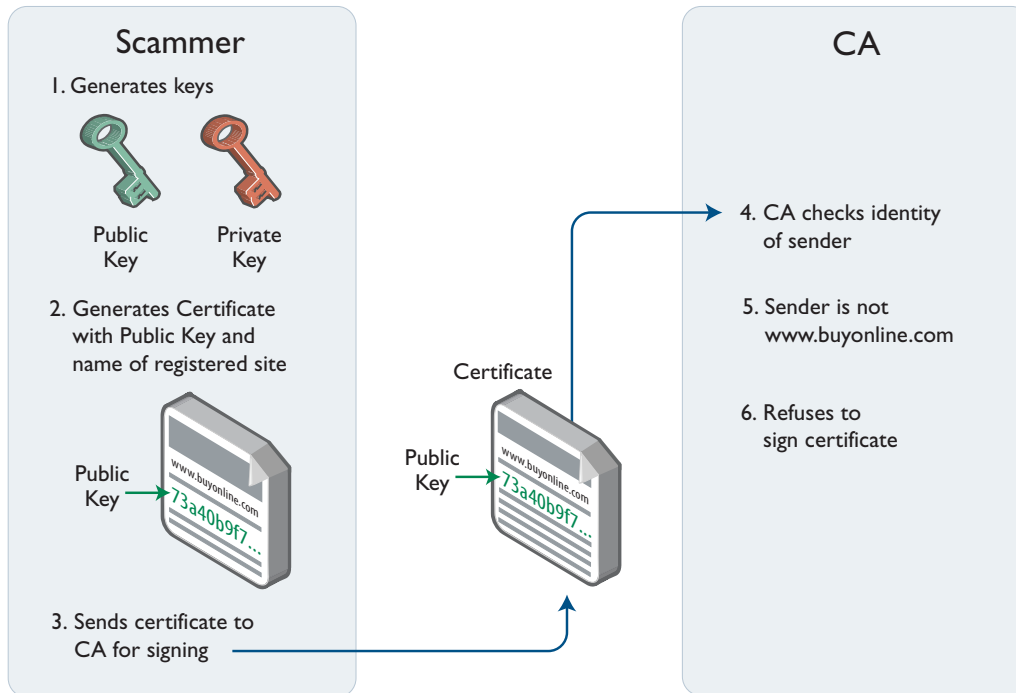 Scammer
1. Generates keys
Public
Key
Private
Key
2. Generates Certificate
with Public Key and
name of registered site
Public
Key
www.buyonline.com
73a40b9f7...
3. Sends certificate to
CA for signing
Certificate
Public
Key
www.buyonline.com
73a40b9f7...
CA
4. CA checks identity
of sender
5. Sender is not
www.buyonline.com
6. Refuses to
sign certificate